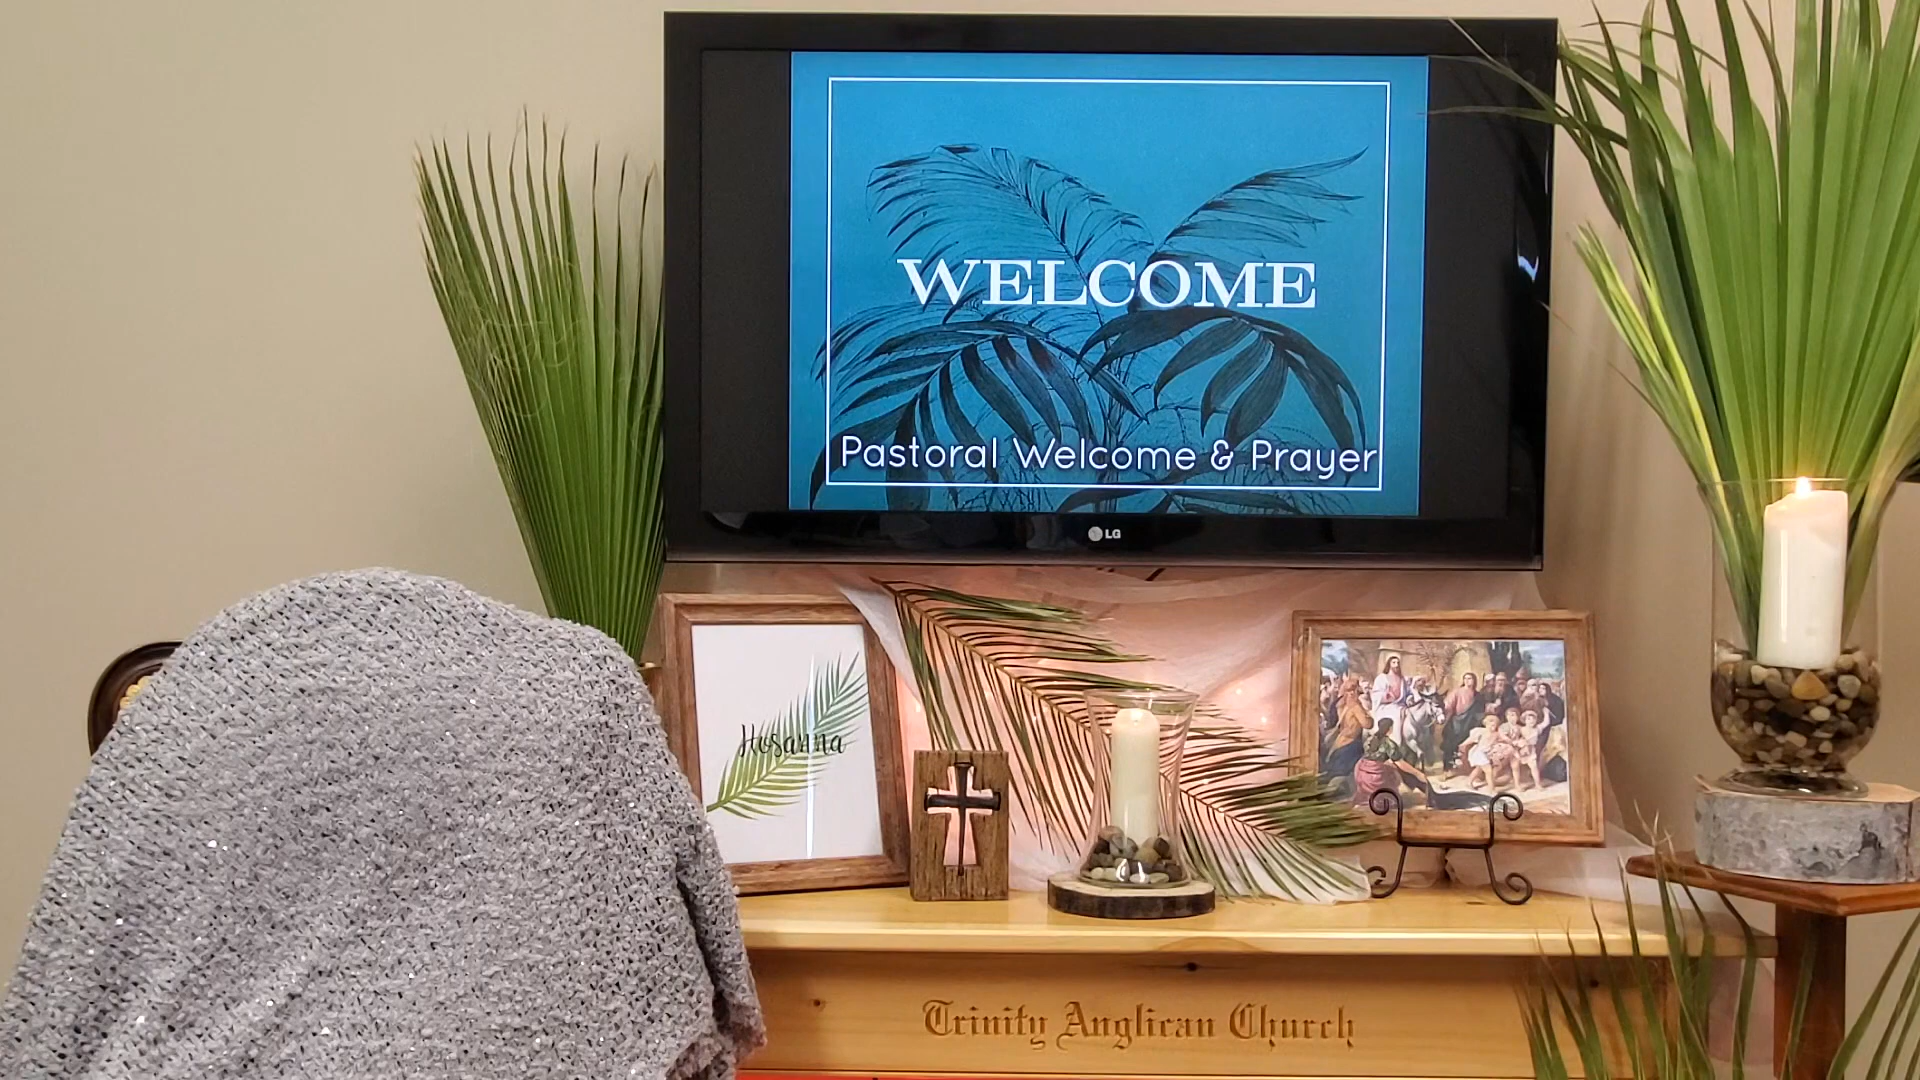 WELCOME
Pastoral Welcome & Prayer
LG
Hosanna
Trinity Anglican Church